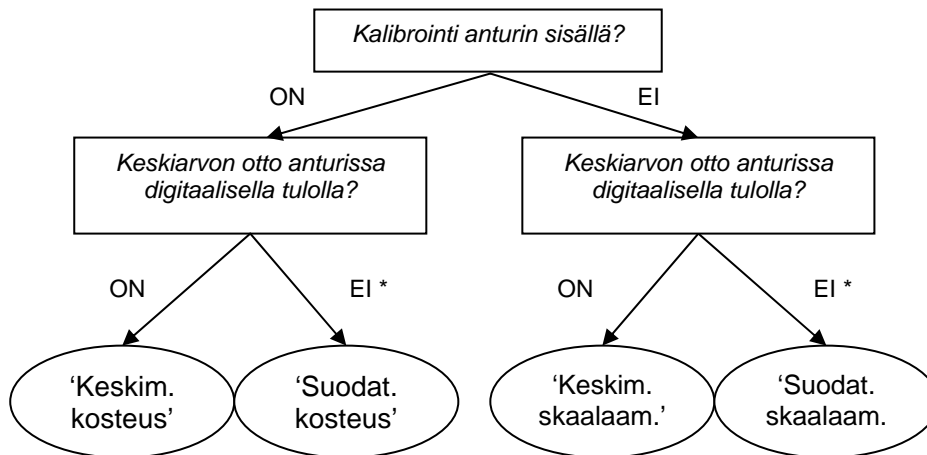 Kalibrointi anturin sisällä?
ON
EI
Keskiarvon otto anturissa
digitaalisella tulolla?
Keskiarvon otto anturissa
digitaalisella tulolla?
ON
EI *
ON
EI *
‘Keskim.
kosteus’
‘Suodat.
kosteus’
‘Keskim.
skaalaam.’
‘Suodat.
skaalaam.